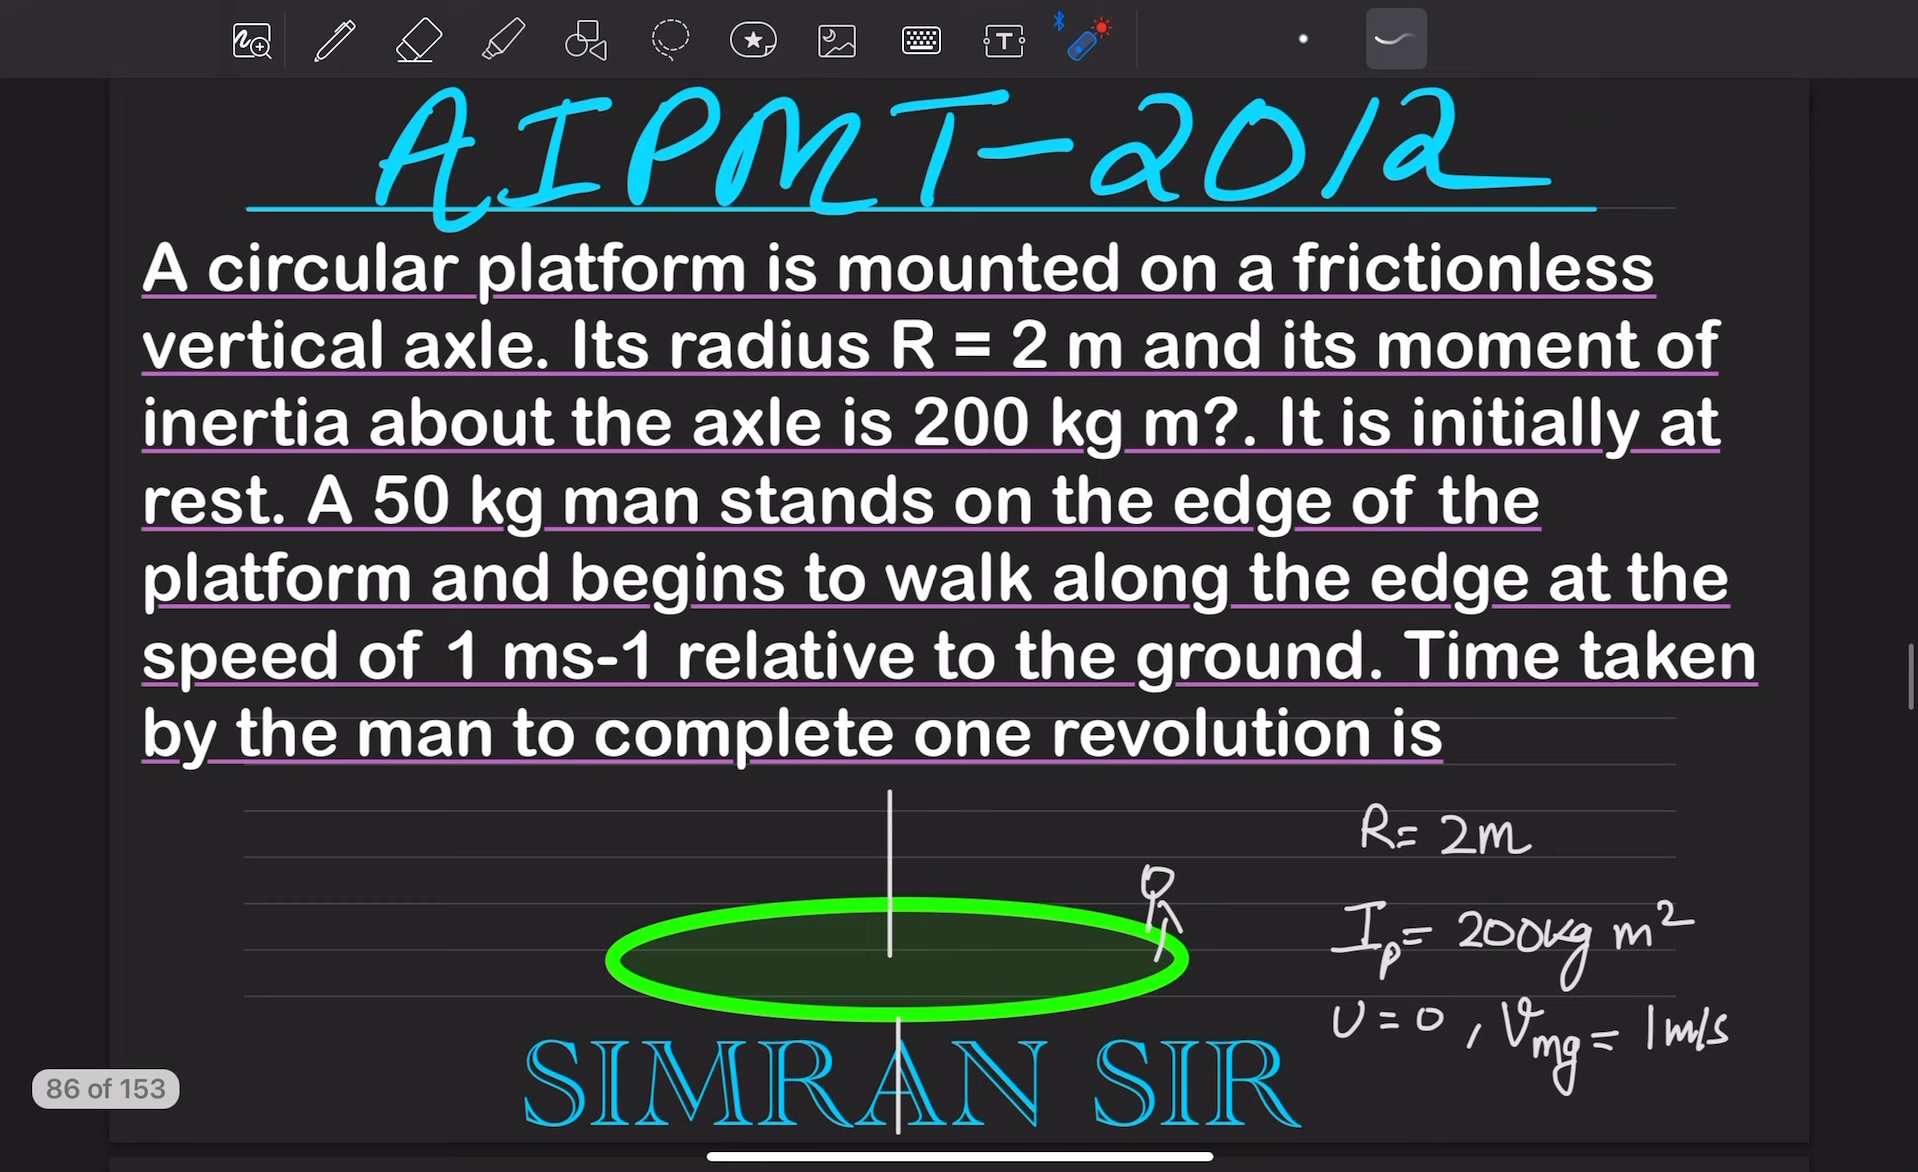 AIPMT-2012
A circular platform is mounted on a frictionless
vertical axle. Its radius R = 2 m and its moment of
inertia about the axle is 200 kg m?. It is initially at
rest. A 50 kg man stands on the edge of the
platform and begins to walk along the edge at the
speed of 1 ms-1 relative to the ground. Time taken
by the man to complete one revolution is
R= 2m
Ip= 200kg m²
U=0, Vmg= 1m/s
SIMRAN SIR
86 of 153